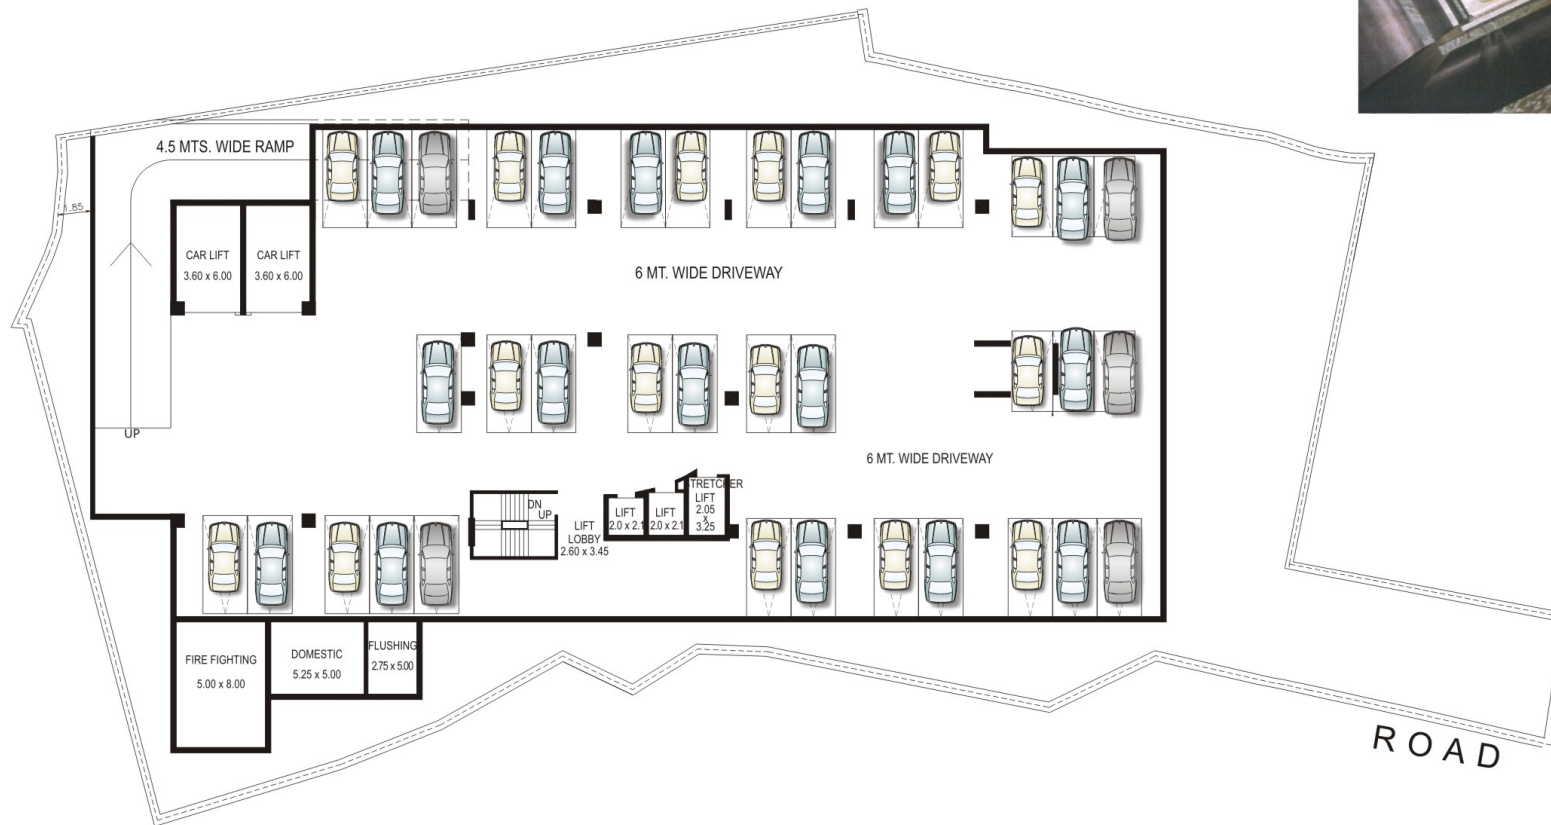 4.5 MTS. WIDE RAMP
1.85
CAR LIFT
3.60 x 6.00
CAR LIFT
3.60 x 6.00
6 MT. WIDE DRIVEWAY
UP
6 MT. WIDE DRIVEWAY
DN
UP
LIFT
LOBBY
2.60 x 3.45
LIFT
2.0 x 2.1
LIFT
2.0 x 2.1
STRETCHER
LIFT
2.05
x
3.25
FIRE FIGHTING
5.00 x 8.00
DOMESTIC
5.25 x 5.00
FLUSHING
2.75 x 5.00
ROAD